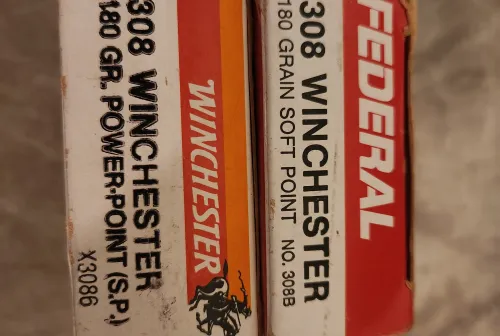 FEDERAL
308 WINCHESTER
180 GRAIN SOFT POINT NO. 308B
WINCHESTER
308 WINCHESTER
180 GR. POWER-POINT (S.P.)
X3086